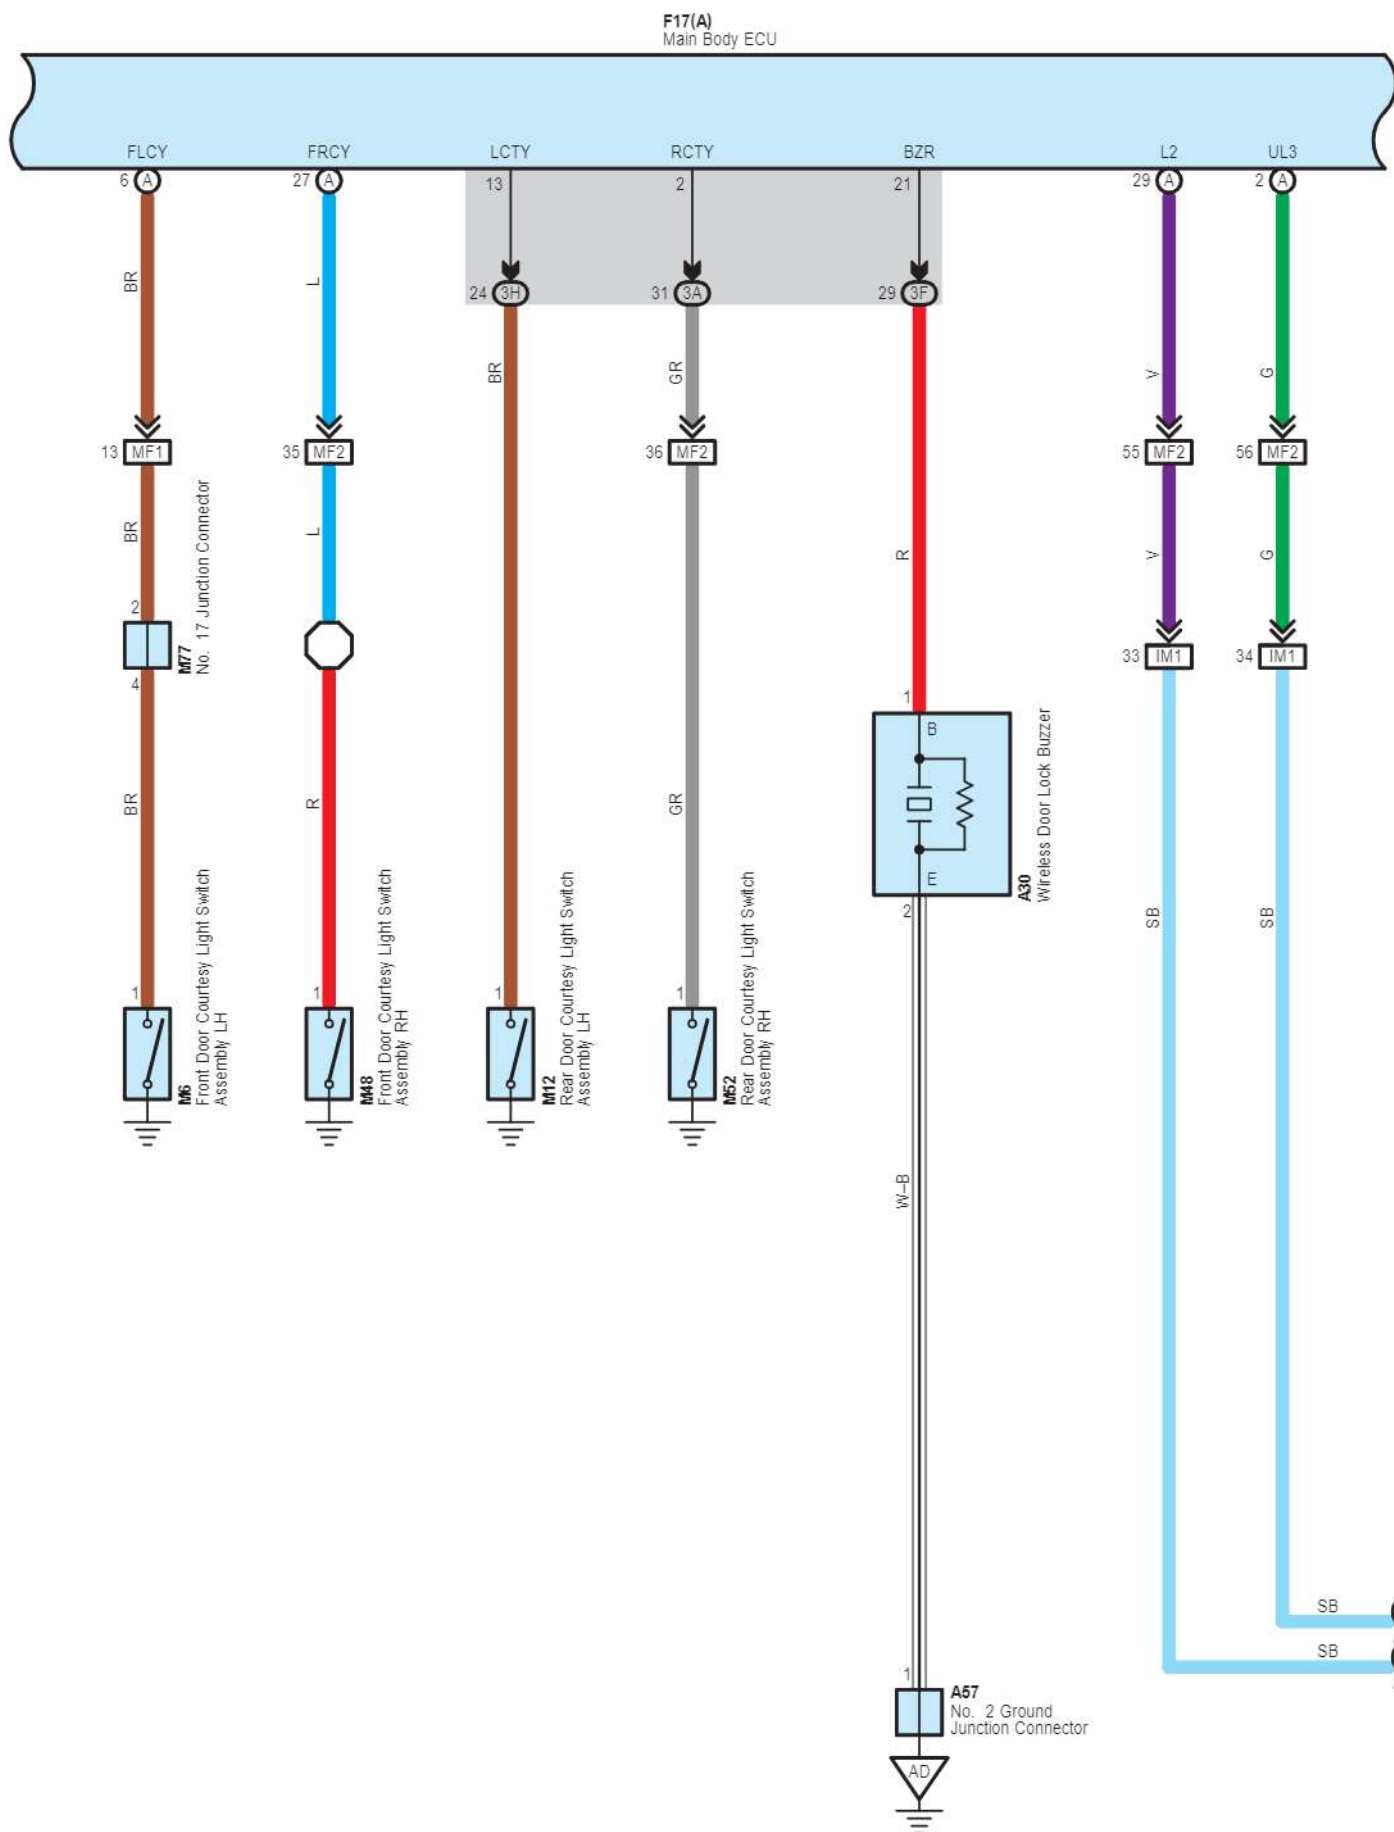 F17(A)
Main Body ECU
FLCY
FRCY
LCTY
RCTY
BZR
L2
UL3
6 A
27 A
13
2
21
29 A
2 A
BR
L
24 3H
31 3A
29 3F
BR
GR
V
G
13 MF1
35 MF2
36 MF2
55 MF2
56 MF2
BR
L
R
V
G
2
M77
No. 17 Junction Connector
4
33 IM1
34 IM1
1
B
E
2
A30
Wireless Door Lock Buzzer
BR
R
GR
SB
SB
1
M6
Front Door Courtesy Light Switch
Assembly LH
1
M48
Front Door Courtesy Light Switch
Assembly RH
1
M12
Rear Door Courtesy Light Switch
Assembly LH
1
M52
Rear Door Courtesy Light Switch
Assembly RH
W–B
SB
SB
1
A57
No. 2 Ground
Junction Connector
AD